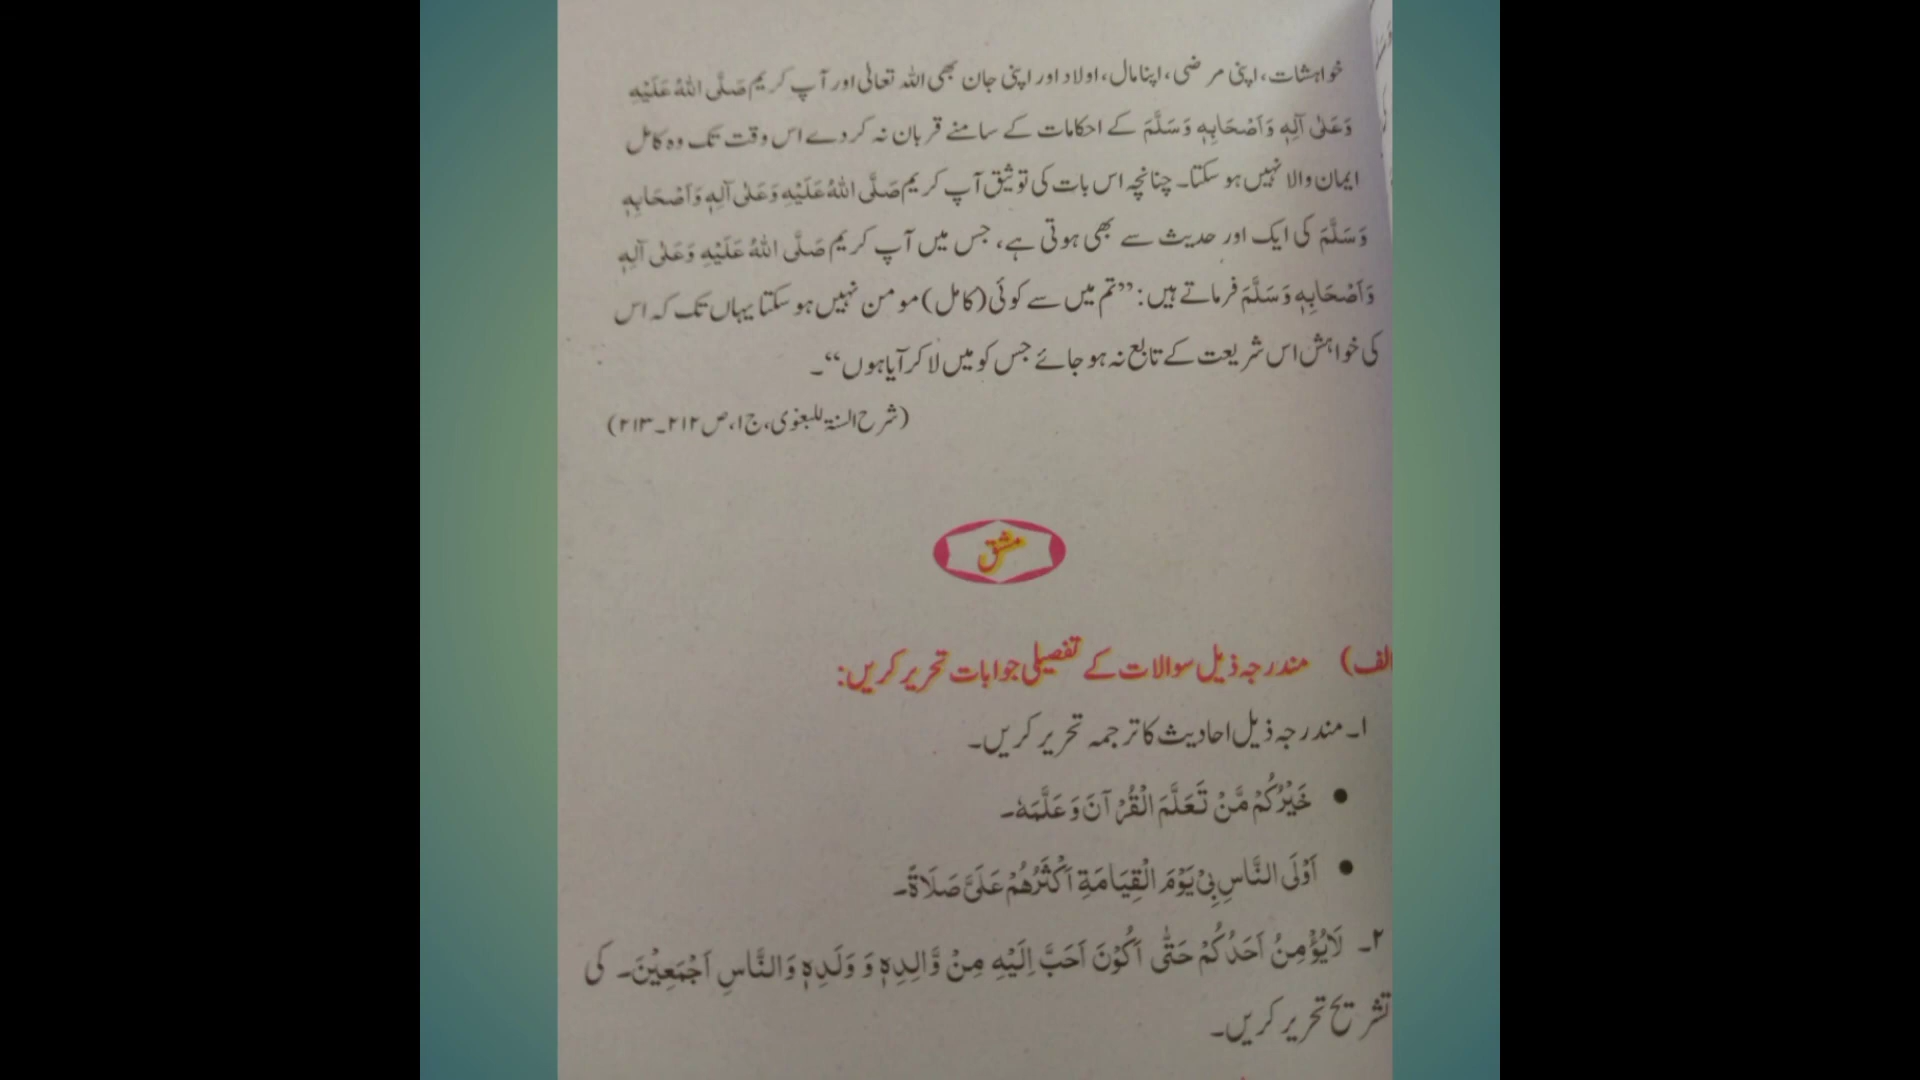 خواہشات، اپنی مرضی، اپنا مال، اولاد اور اپنی جان بھی اللہ تعالیٰ اور آپ کریم صَلَّی اللہُ عَلَیْہِ
وَعَلٰی آلِہٖ وَاَصْحَابِہٖ وَسَلَّمَ کے احکامات کے سامنے قربان نہ کر دے اس وقت تک وہ کامل
ایمان والا نہیں ہو سکتا۔ چنانچہ اس بات کی توثیق آپ کریم صَلَّی اللہُ عَلَیْہِ وَعَلٰی آلِہٖ وَاَصْحَابِہٖ
وَسَلَّمَ کی ایک اور حدیث سے بھی ہوتی ہے، جس میں آپ کریم صَلَّی اللہُ عَلَیْہِ وَعَلٰی آلِہٖ
وَاَصْحَابِہٖ وَسَلَّمَ فرماتے ہیں: ”تم میں سے کوئی (کامل) مومن نہیں ہو سکتا یہاں تک کہ اس
کی خواہش اس شریعت کے تابع نہ ہو جائے جس کو میں لا کر آیا ہوں“۔
(شرح السنۃ للبغوی، ج ۱، ص ۲۱۲۔۲۱۳)
مشق
الف) مندرجہ ذیل سوالات کے تفصیلی جوابات تحریر کریں:
۱۔ مندرجہ ذیل احادیث کا ترجمہ تحریر کریں۔
• خَیْرُکُمْ مَّنْ تَعَلَّمَ الْقُرْآنَ وَعَلَّمَہٗ۔
• اَوْلَی النَّاسِ بِیْ یَوْمَ الْقِیَامَۃِ اَکْثَرُھُمْ عَلَیَّ صَلَاۃً۔
۲۔ لَا یُؤْمِنُ اَحَدُکُمْ حَتّٰی اَکُوْنَ اَحَبَّ اِلَیْہِ مِنْ وَّالِدِہٖ وَ وَلَدِہٖ وَالنَّاسِ اَجْمَعِیْنَ۔ کی
تشریح تحریر کریں۔